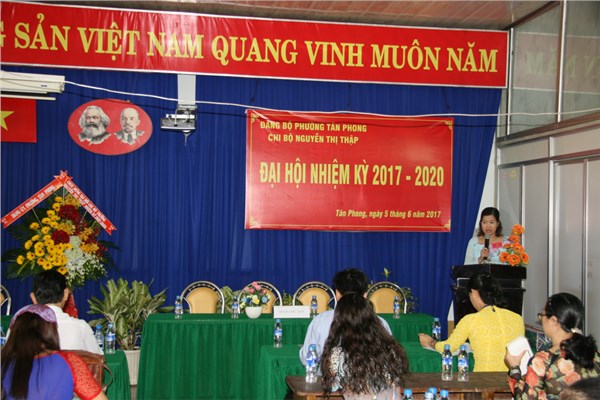 G SẢN VIỆT NAM QUANG VINH MUÔN NĂM
ĐẢNG BỘ PHƯỜNG TÂN PHONG
CHI BỘ NGUYỄN THỊ THẬP
ĐẠI HỘI NHIỆM KỲ 2017 - 2020
Tân Phong, ngày 5 tháng 6 năm 2017